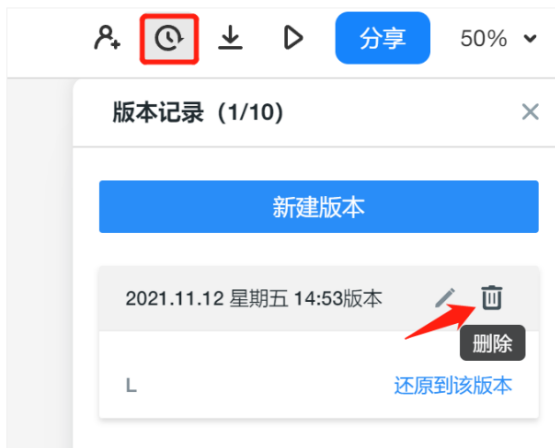 分享 50%
版本记录（1/10）
新建版本
2021.11.12 星期五 14:53版本
删除
L 还原到该版本